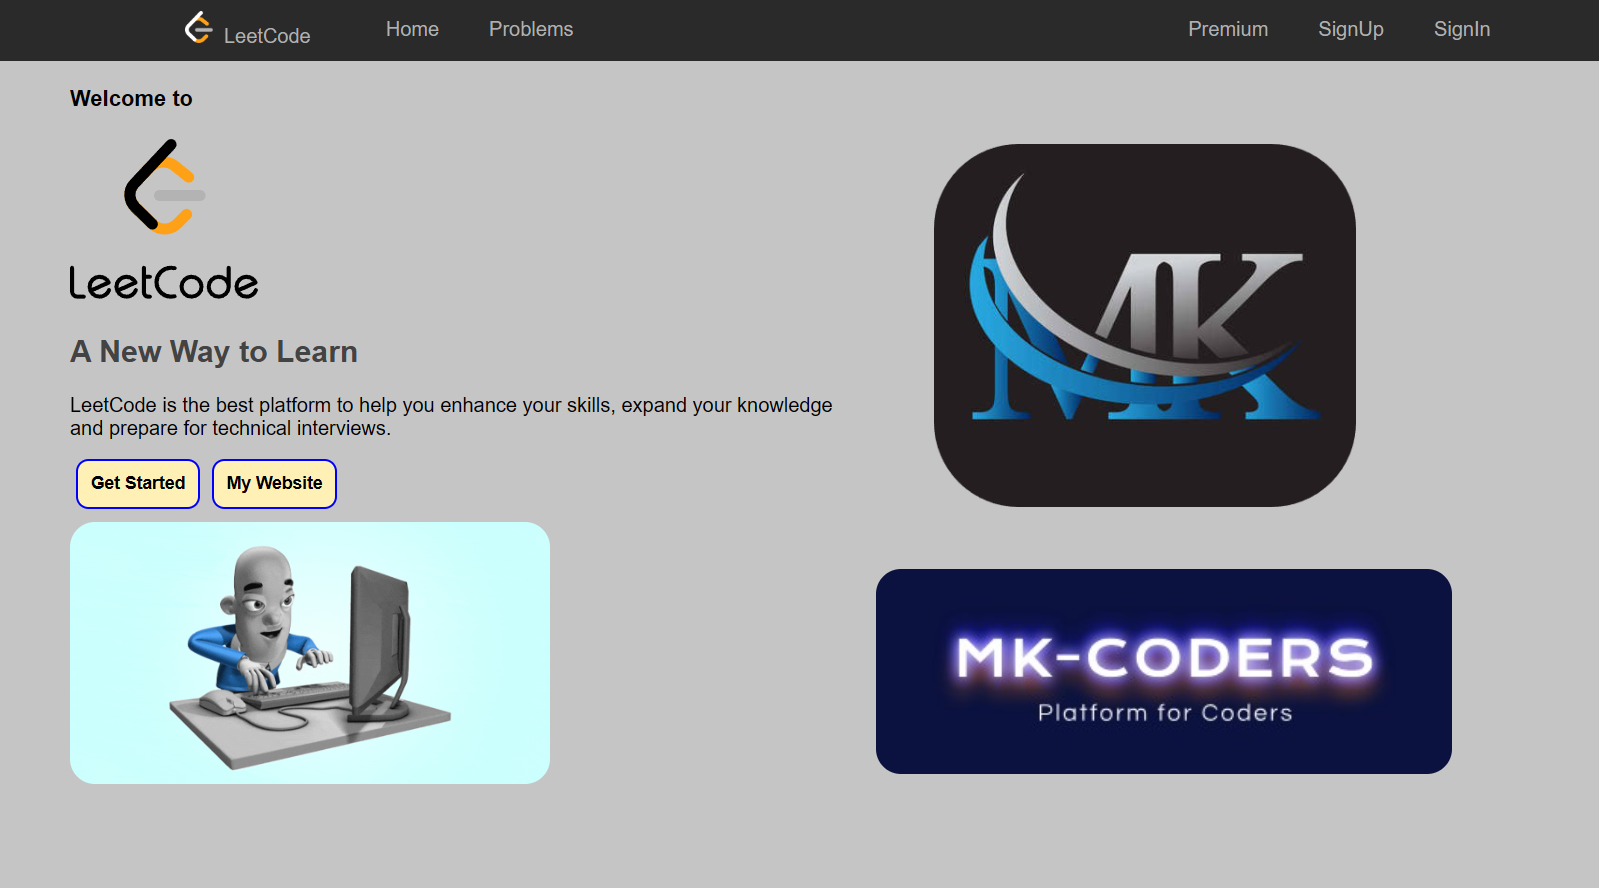 LeetCode
Home
Problems
Premium
SignUp
SignIn
Welcome to
LeetCode
A New Way to Learn
LeetCode is the best platform to help you enhance your skills, expand your knowledge
and prepare for technical interviews.
Get Started
My Website
MK
MK
MK-CODERS
Platform for Coders